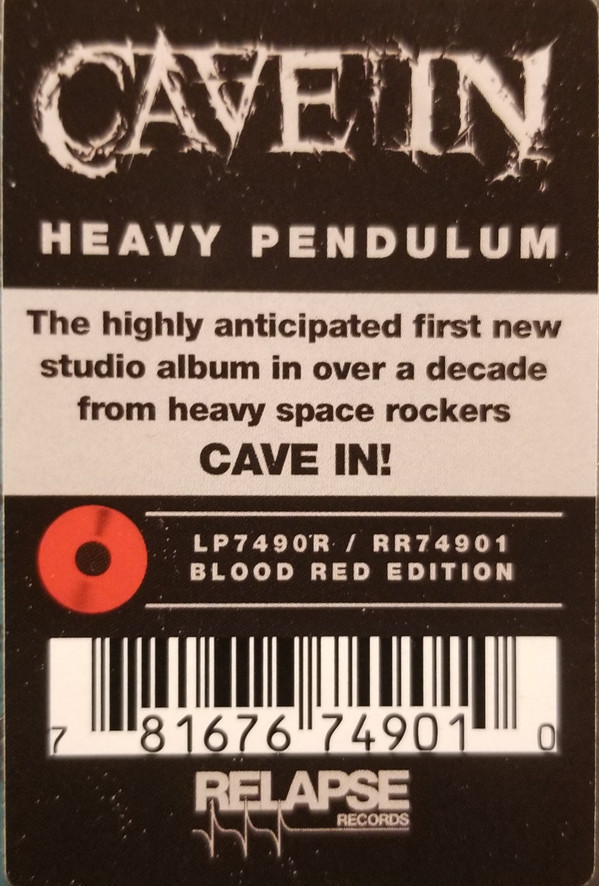 CAVE IN
HEAVY PENDULUM
The highly anticipated first new
studio album in over a decade
from heavy space rockers
CAVE IN!
LP7490R / RR74901
BLOOD RED EDITION
7 81676 74901 0
RELAPSE
RECORDS